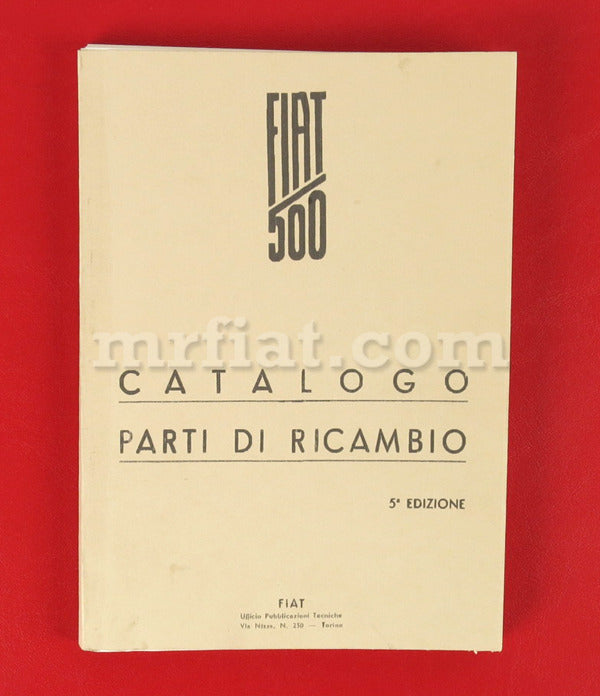 FIAT
500
mrfiat.com
CATALOGO
PARTI DI RICAMBIO
5ª EDIZIONE
FIAT
Ufficio Pubblicazioni Tecniche
Via Nizza, N. 250 — Torino